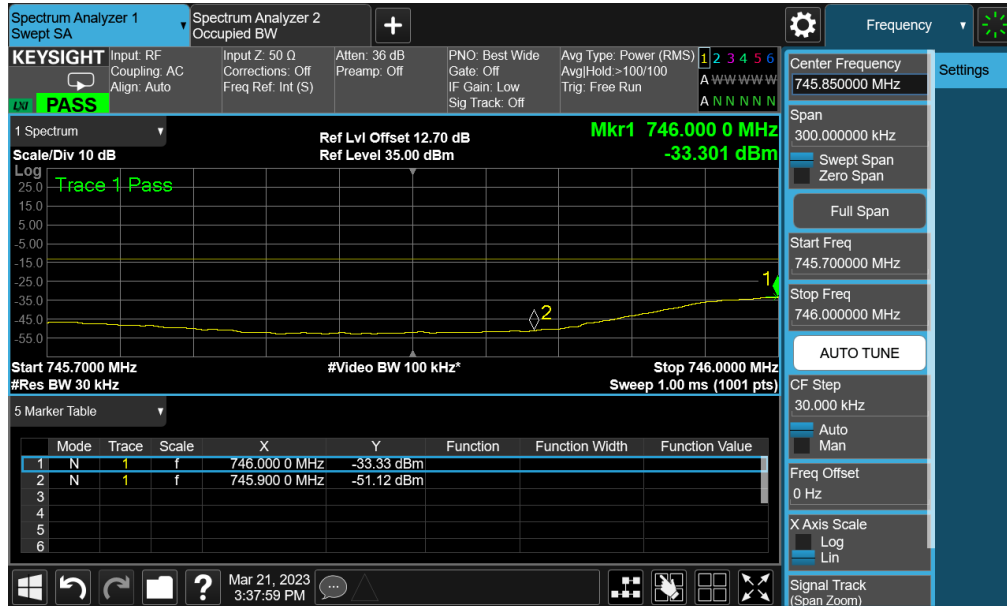 Spectrum Analyzer 1
Swept SA
Spectrum Analyzer 2
Occupied BW
+
Frequency
KEYSIGHT
LXI
PASS
Input: RF
Coupling: AC
Align: Auto
Input Z: 50 Ω
Corrections: Off
Freq Ref: Int (S)
Atten: 36 dB
Preamp: Off
PNO: Best Wide
Gate: Off
IF Gain: Low
Sig Track: Off
Avg Type: Power (RMS)
Avg|Hold:>100/100
Trig: Free Run
1 2 3 4 5 6
A W W W W W
A N N N N N
1 Spectrum
Scale/Div 10 dB
Ref Lvl Offset 12.70 dB
Ref Level 35.00 dBm
Mkr1 746.000 0 MHz
-33.301 dBm
Log
Trace 1 Pass
25.0
15.0
5.00
-5.00
-15.0
-25.0
-35.0
-45.0
-55.0
1
2
Start 745.7000 MHz
#Res BW 30 kHz
#Video BW 100 kHz*
Stop 746.0000 MHz
Sweep 1.00 ms (1001 pts)
5 Marker Table
Mode Trace Scale X Y Function Function Width Function Value
1 N 1 f 746.000 0 MHz -33.33 dBm
2 N 1 f 745.900 0 MHz -51.12 dBm
3
4
5
6
Center Frequency
745.850000 MHz
Settings
Span
300.000000 kHz
Swept Span
Zero Span
Full Span
Start Freq
745.700000 MHz
Stop Freq
746.000000 MHz
AUTO TUNE
CF Step
30.000 kHz
Auto
Man
Freq Offset
0 Hz
X Axis Scale
Log
Lin
Signal Track
(Span Zoom)
?
Mar 21, 2023
3:37:59 PM